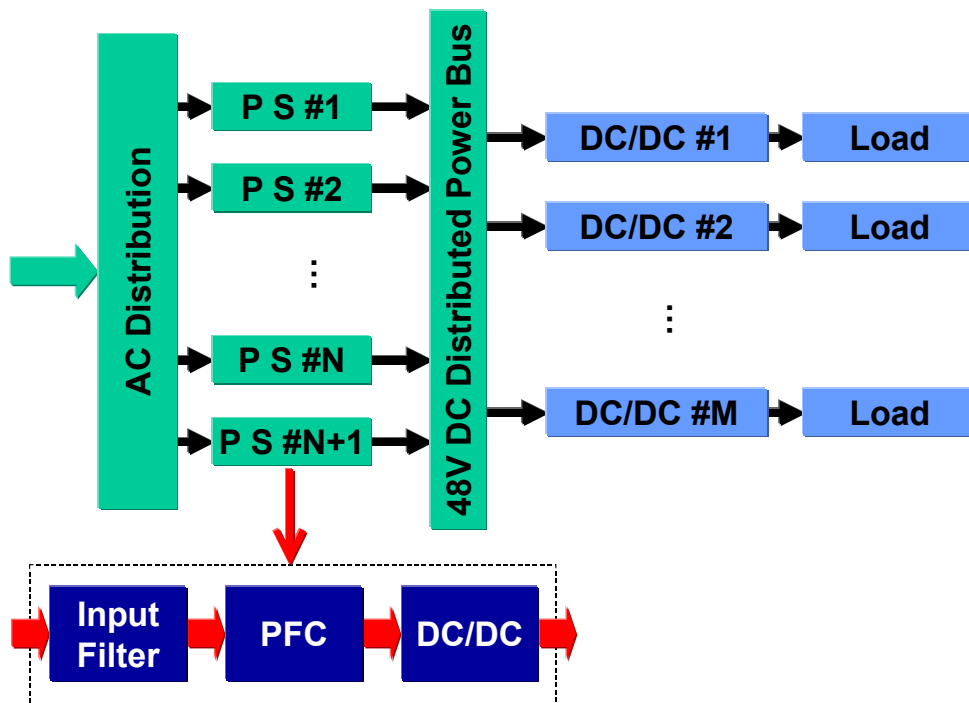 AC Distribution
P S #1
P S #2
...
P S #N
P S #N+1
48V DC Distributed Power Bus
DC/DC #1
Load
DC/DC #2
Load
...
DC/DC #M
Load
Input
Filter
PFC
DC/DC